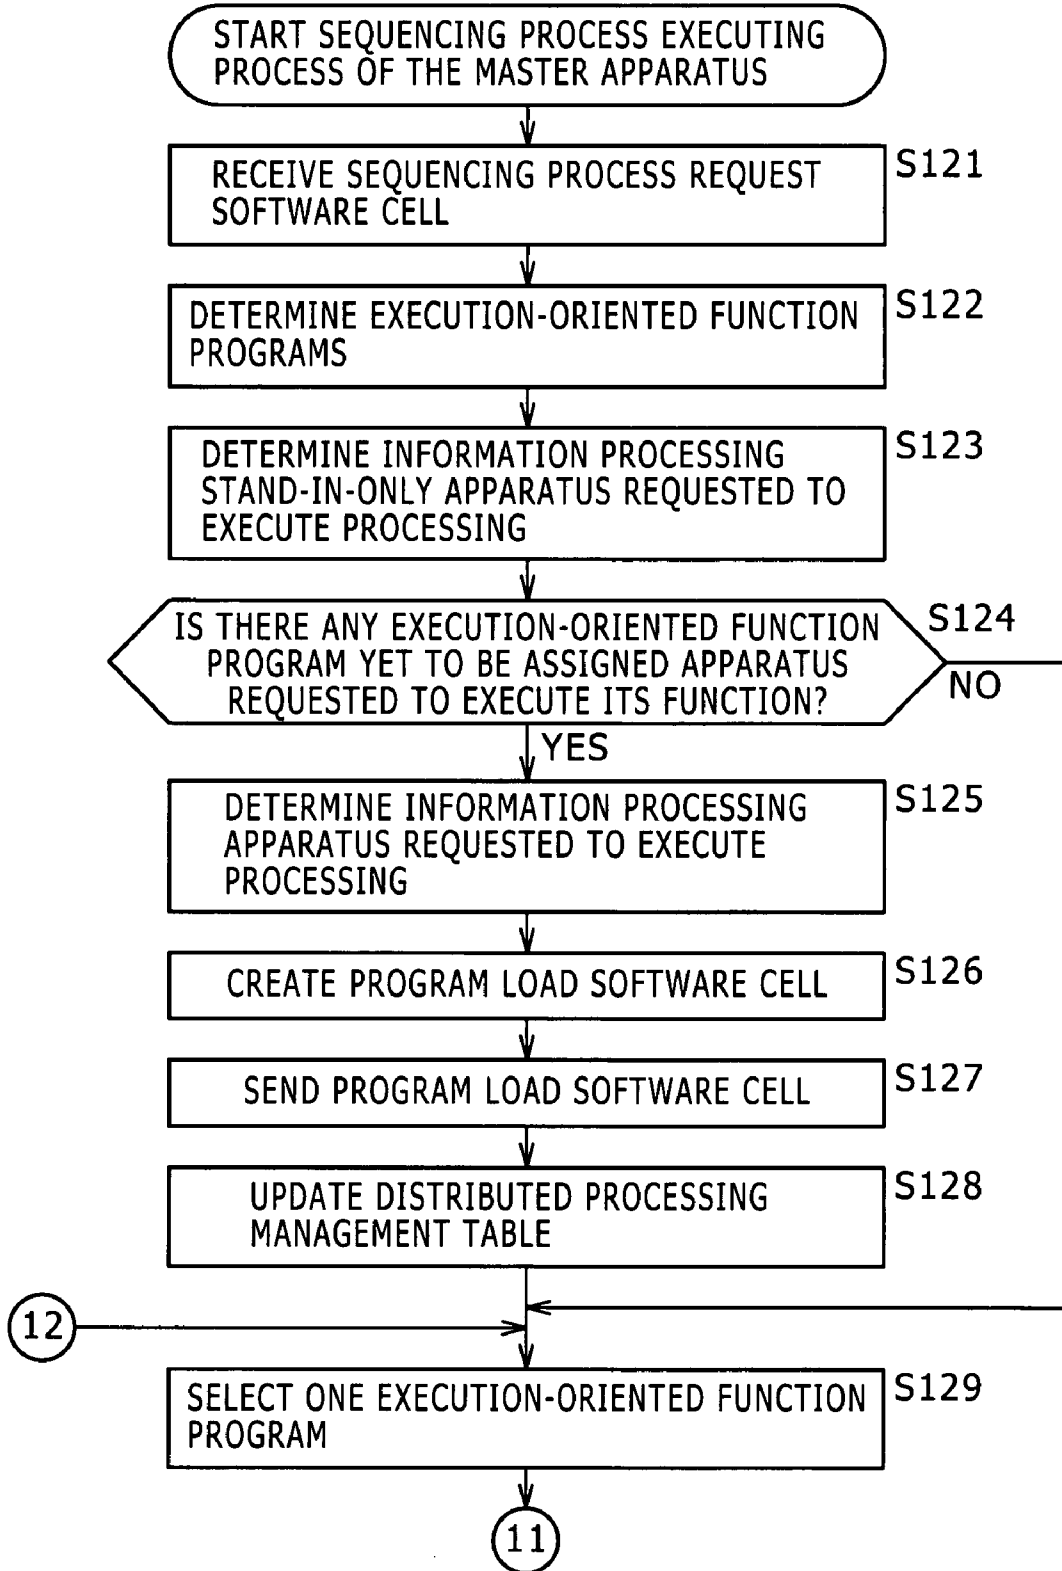 START SEQUENCING PROCESS EXECUTING
PROCESS OF THE MASTER APPARATUS
RECEIVE SEQUENCING PROCESS REQUEST
SOFTWARE CELL
S121
DETERMINE EXECUTION-ORIENTED FUNCTION
PROGRAMS
S122
DETERMINE INFORMATION PROCESSING
STAND-IN-ONLY APPARATUS REQUESTED TO
EXECUTE PROCESSING
S123
IS THERE ANY EXECUTION-ORIENTED FUNCTION
PROGRAM YET TO BE ASSIGNED APPARATUS
REQUESTED TO EXECUTE ITS FUNCTION?
S124
NO
YES
DETERMINE INFORMATION PROCESSING
APPARATUS REQUESTED TO EXECUTE
PROCESSING
S125
CREATE PROGRAM LOAD SOFTWARE CELL
S126
SEND PROGRAM LOAD SOFTWARE CELL
S127
UPDATE DISTRIBUTED PROCESSING
MANAGEMENT TABLE
S128
12
SELECT ONE EXECUTION-ORIENTED FUNCTION
PROGRAM
S129
11